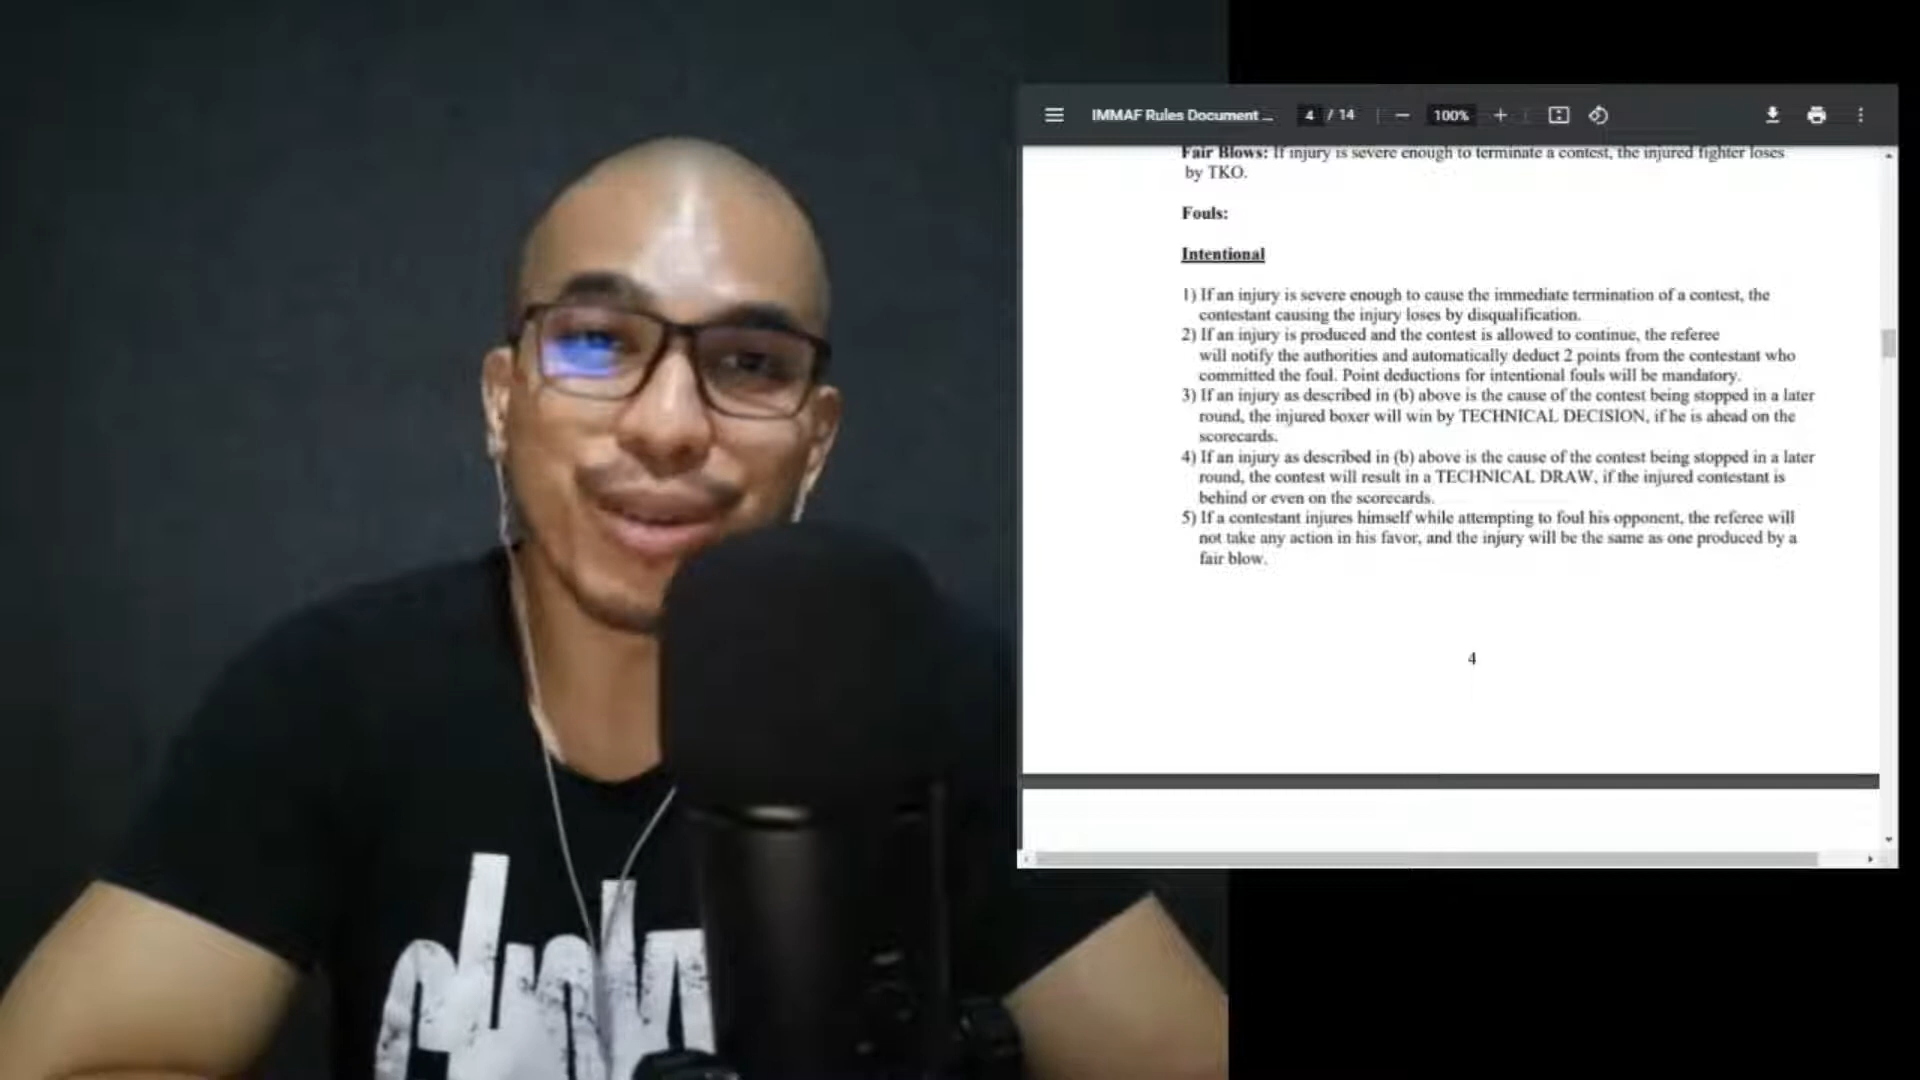 IMMAF Rules Document ...
4 / 14
100%
Fair Blows: If injury is severe enough to terminate a contest, the injured fighter loses
by TKO.
Fouls:
Intentional
1) If an injury is severe enough to cause the immediate termination of a contest, the
contestant causing the injury loses by disqualification.
2) If an injury is produced and the contest is allowed to continue, the referee
will notify the authorities and automatically deduct 2 points from the contestant who
committed the foul. Point deductions for intentional fouls will be mandatory.
3) If an injury as described in (b) above is the cause of the contest being stopped in a later
round, the injured boxer will win by TECHNICAL DECISION, if he is ahead on the
scorecards.
4) If an injury as described in (b) above is the cause of the contest being stopped in a later
round, the contest will result in a TECHNICAL DRAW, if the injured contestant is
behind or even on the scorecards.
5) If a contestant injures himself while attempting to foul his opponent, the referee will
not take any action in his favor, and the injury will be the same as one produced by a
fair blow.
4